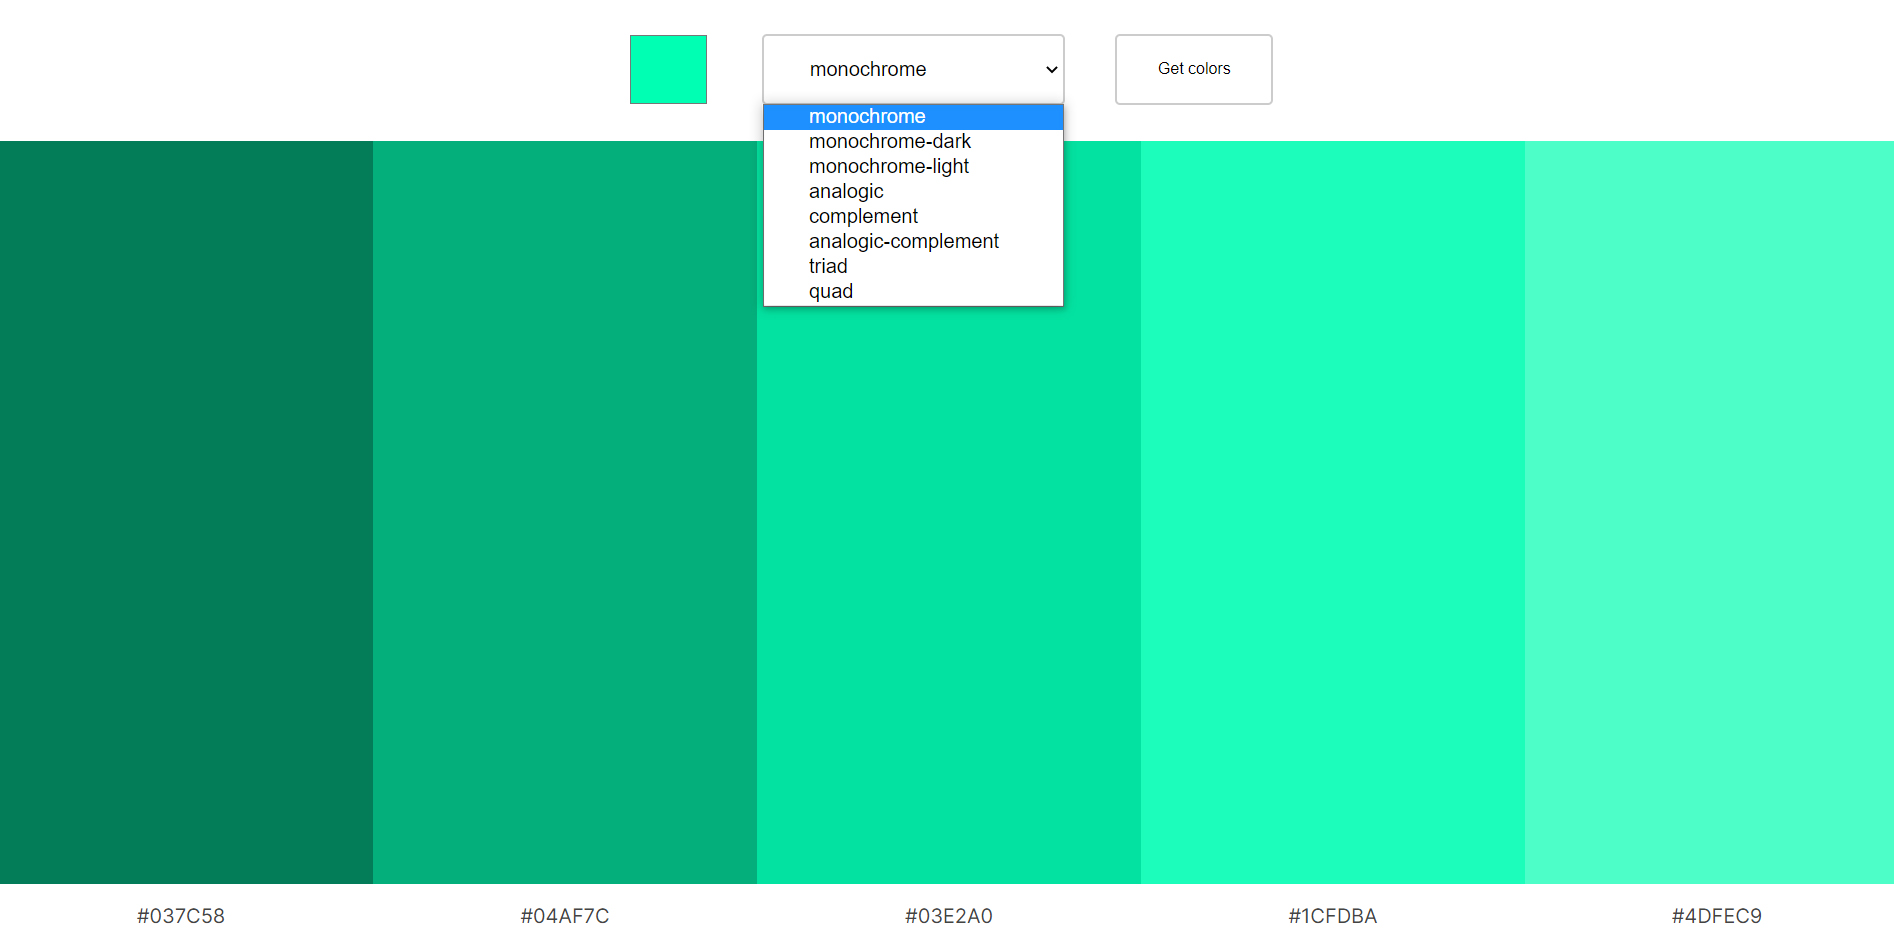 monochrome
Get colors
monochrome
monochrome-dark
monochrome-light
analogic
complement
analogic-complement
triad
quad
#037C58
#04AF7C
#03E2A0
#1CFDBA
#4DFEC9